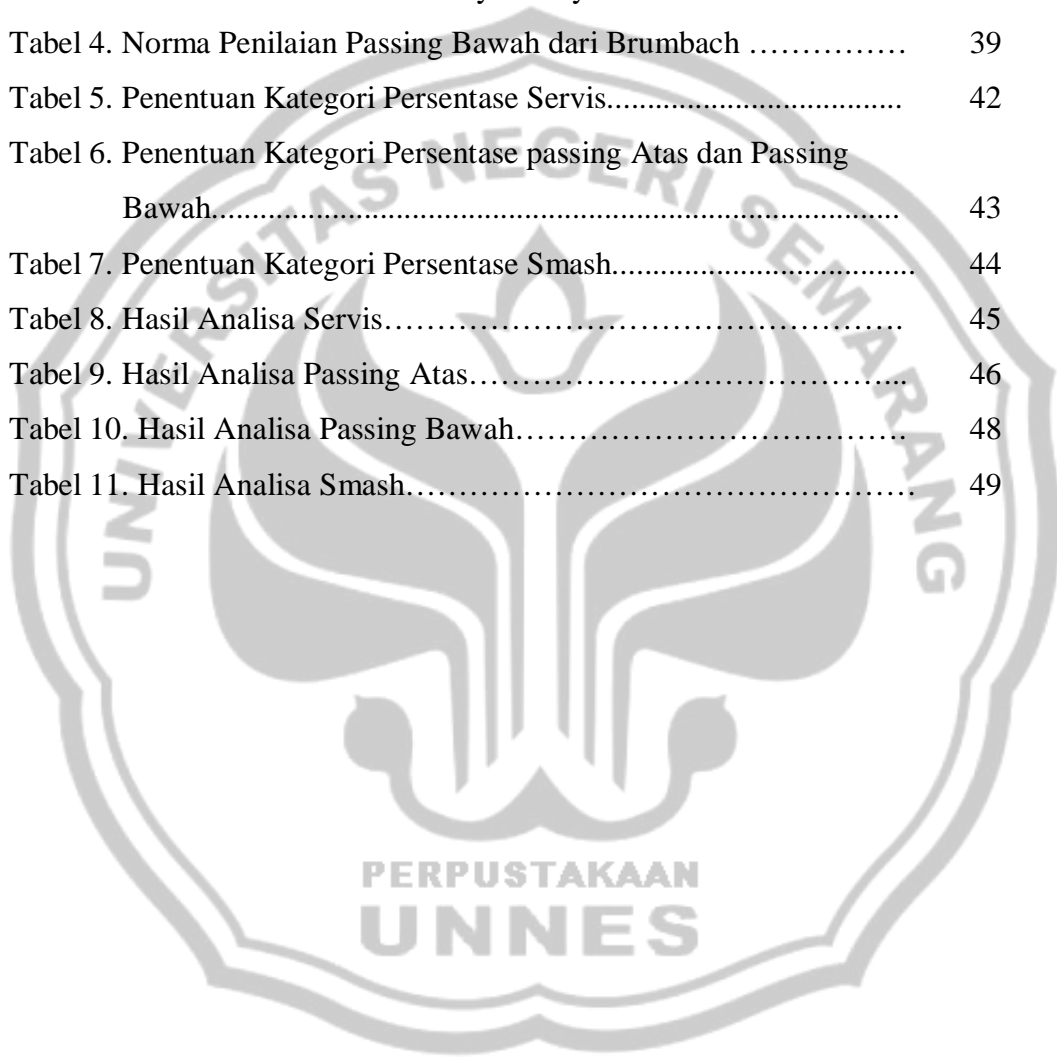 Tabel 4. Norma Penilaian Passing Bawah dari Brumbach …………… 39
Tabel 5. Penentuan Kategori Persentase Servis.................................... 42
Tabel 6. Penentuan Kategori Persentase passing Atas dan Passing
Bawah................................................................................... 43
Tabel 7. Penentuan Kategori Persentase Smash..................................... 44
Tabel 8. Hasil Analisa Servis……………………………………………. 45
Tabel 9. Hasil Analisa Passing Atas…………………………………... 46
Tabel 10. Hasil Analisa Passing Bawah………………………………. 48
Tabel 11. Hasil Analisa Smash…………………………………………… 49
UNIVERSITAS NEGERI SEMARANG
PERPUSTAKAAN
UNNES